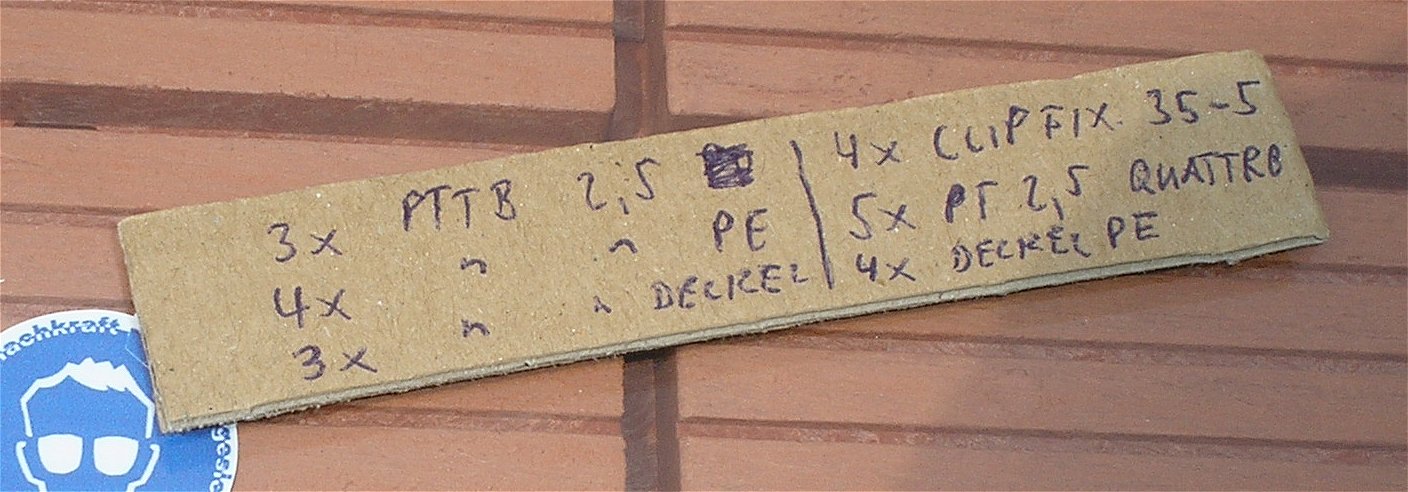 3x PTTB 2,5
4x " " PE
3x " " DECKEL
4x CLIPFIX 35-5
5x PT 2,5 QUATTRO
4x DECKEL PE
achkraft